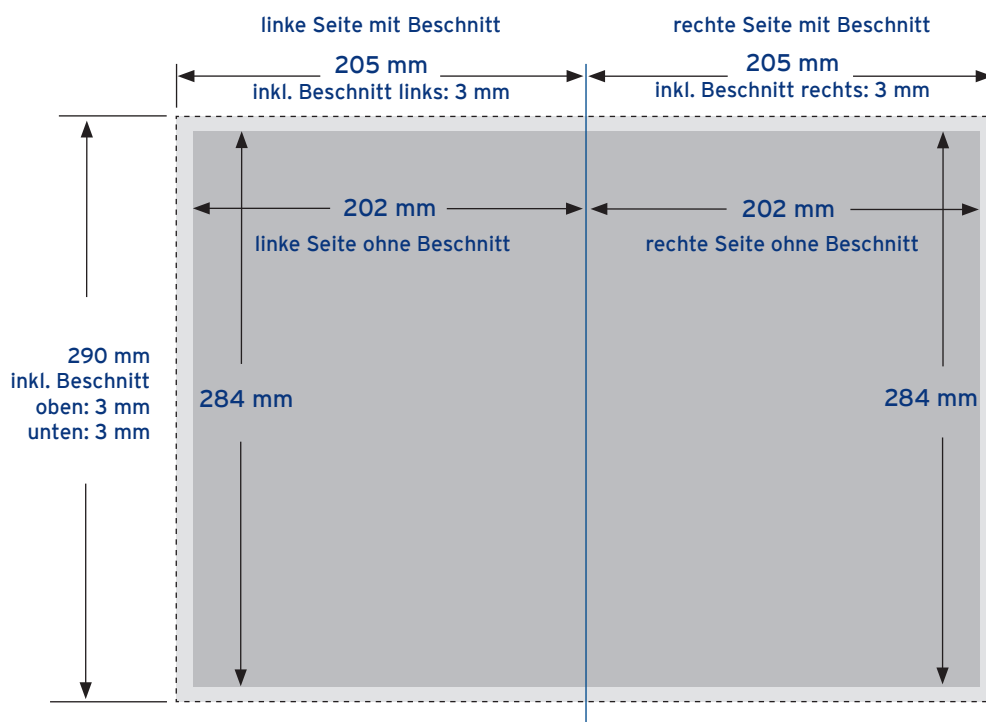 linke Seite mit Beschnitt
rechte Seite mit Beschnitt
205 mm
inkl. Beschnitt links: 3 mm
205 mm
inkl. Beschnitt rechts: 3 mm
202 mm
linke Seite ohne Beschnitt
202 mm
rechte Seite ohne Beschnitt
290 mm
inkl. Beschnitt
oben: 3 mm
unten: 3 mm
284 mm
284 mm